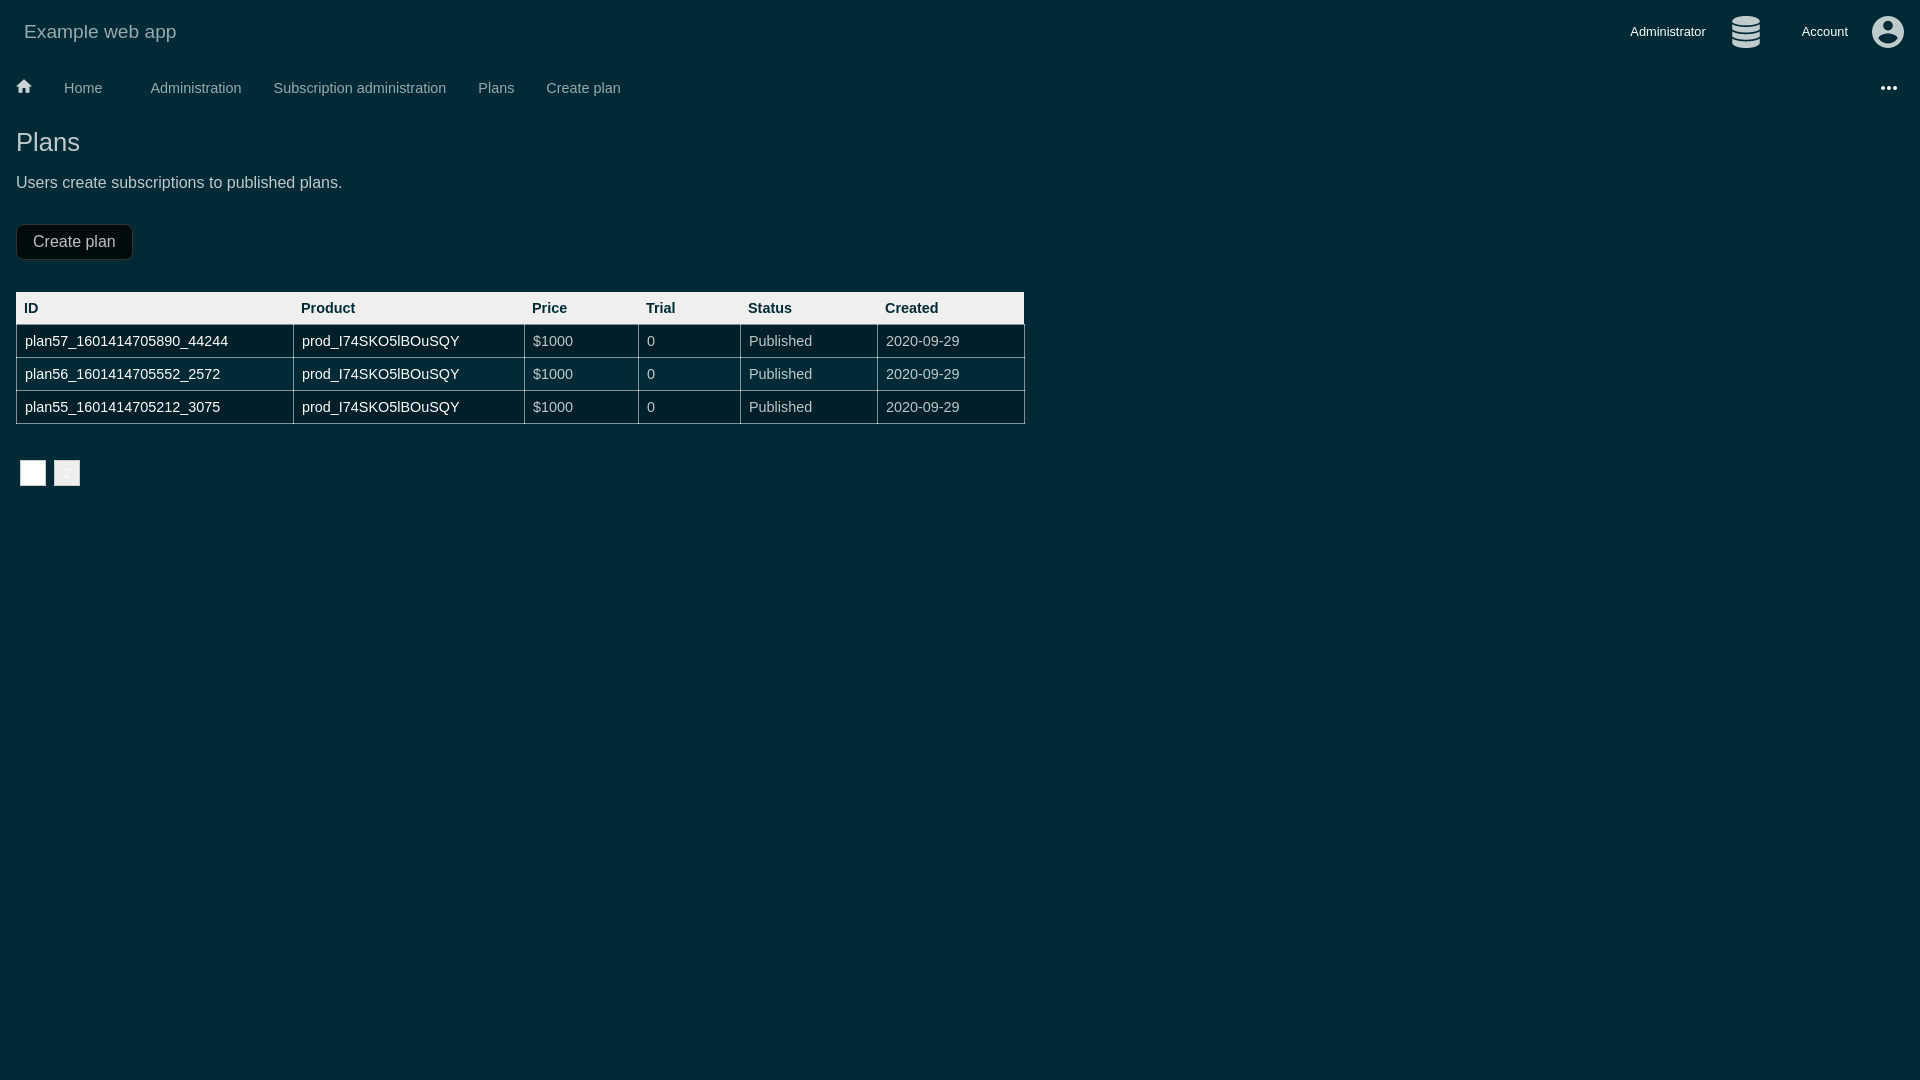 Example web app
Administrator
Account
Home Administration Subscription administration Plans Create plan
Plans
Users create subscriptions to published plans.
Create plan
ID Product Price Trial Status Created
plan57_1601414705890_44244 prod_I74SKO5lBOuSQY $1000 0 Published 2020-09-29
plan56_1601414705552_2572 prod_I74SKO5lBOuSQY $1000 0 Published 2020-09-29
plan55_1601414705212_3075 prod_I74SKO5lBOuSQY $1000 0 Published 2020-09-29
2